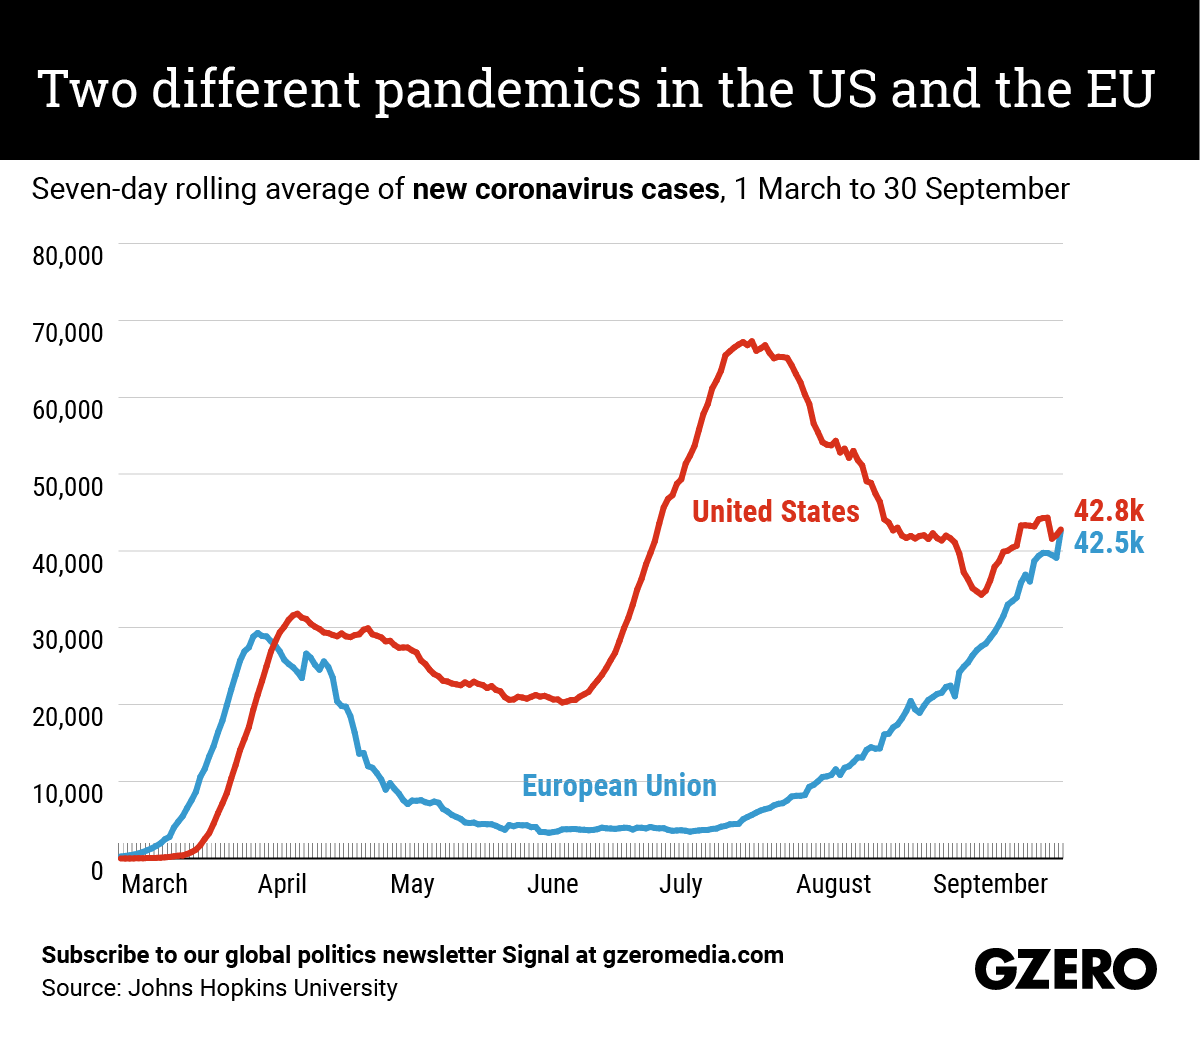 Two different pandemics in the US and the EU
Seven-day rolling average of new coronavirus cases, 1 March to 30 September
80,000
70,000
60,000
50,000
40,000
30,000
20,000
10,000
0
United States
European Union
42.8k
42.5k
March April May June July August September
Subscribe to our global politics newsletter Signal at gzeromedia.com
Source: Johns Hopkins University
GZERO